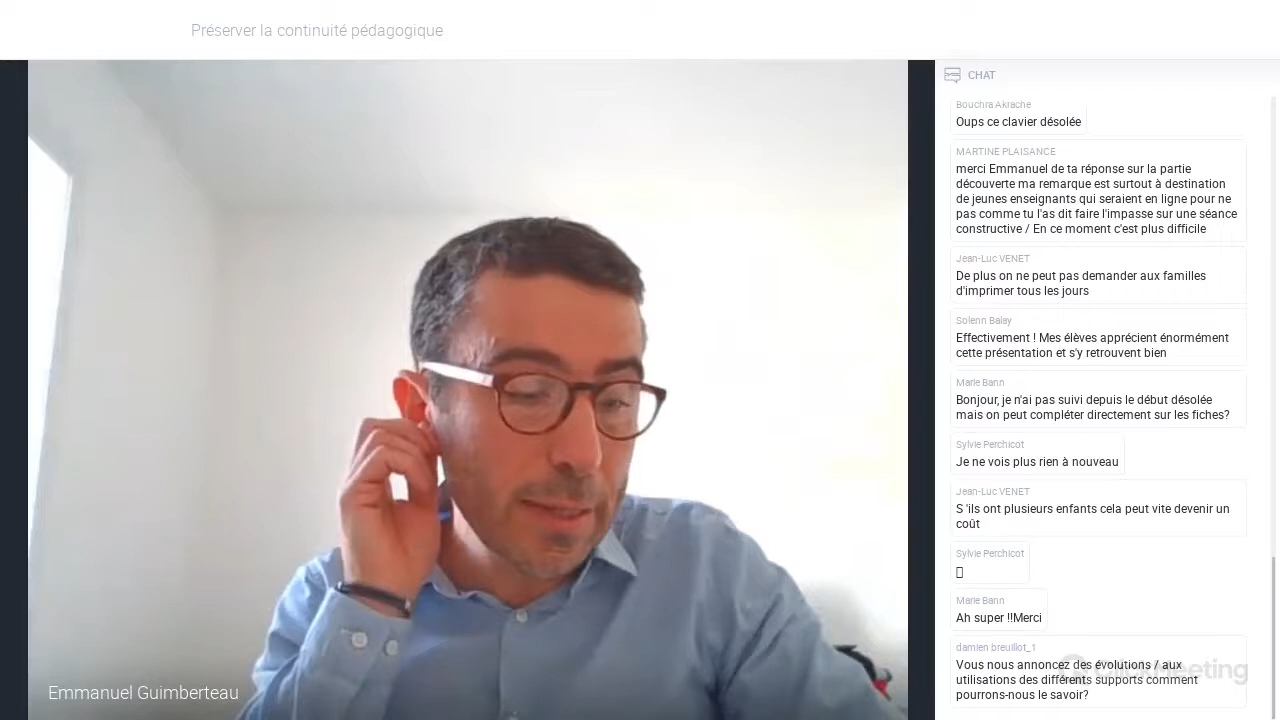 Préserver la continuité pédagogique
CHAT
Bouchra Akrache
Oups ce clavier désolée
MARTINE PLAISANCE
merci Emmanuel de ta réponse sur la partie
découverte ma remarque est surtout à destination
de jeunes enseignants qui seraient en ligne pour ne
pas comme tu l'as dit faire l'impasse sur une séance
constructive / En ce moment c'est plus difficile
Jean-Luc VENET
De plus on ne peut pas demander aux familles
d'imprimer tous les jours
Solenn Balay
Effectivement ! Mes élèves apprécient énormément
cette présentation et s'y retrouvent bien
Marie Bann
Bonjour, je n'ai pas suivi depuis le début désolée
mais on peut compléter directement sur les fiches?
Sylvie Perchicot
Je ne vois plus rien à nouveau
Jean-Luc VENET
S 'ils ont plusieurs enfants cela peut vite devenir un
coût
Sylvie Perchicot
Marie Bann
Ah super !!Merci
damien breuillot_1
Vous nous annoncez des évolutions / aux
utilisations des différents supports comment
pourrons-nous le savoir?
ClickMeeting
Emmanuel Guimberteau